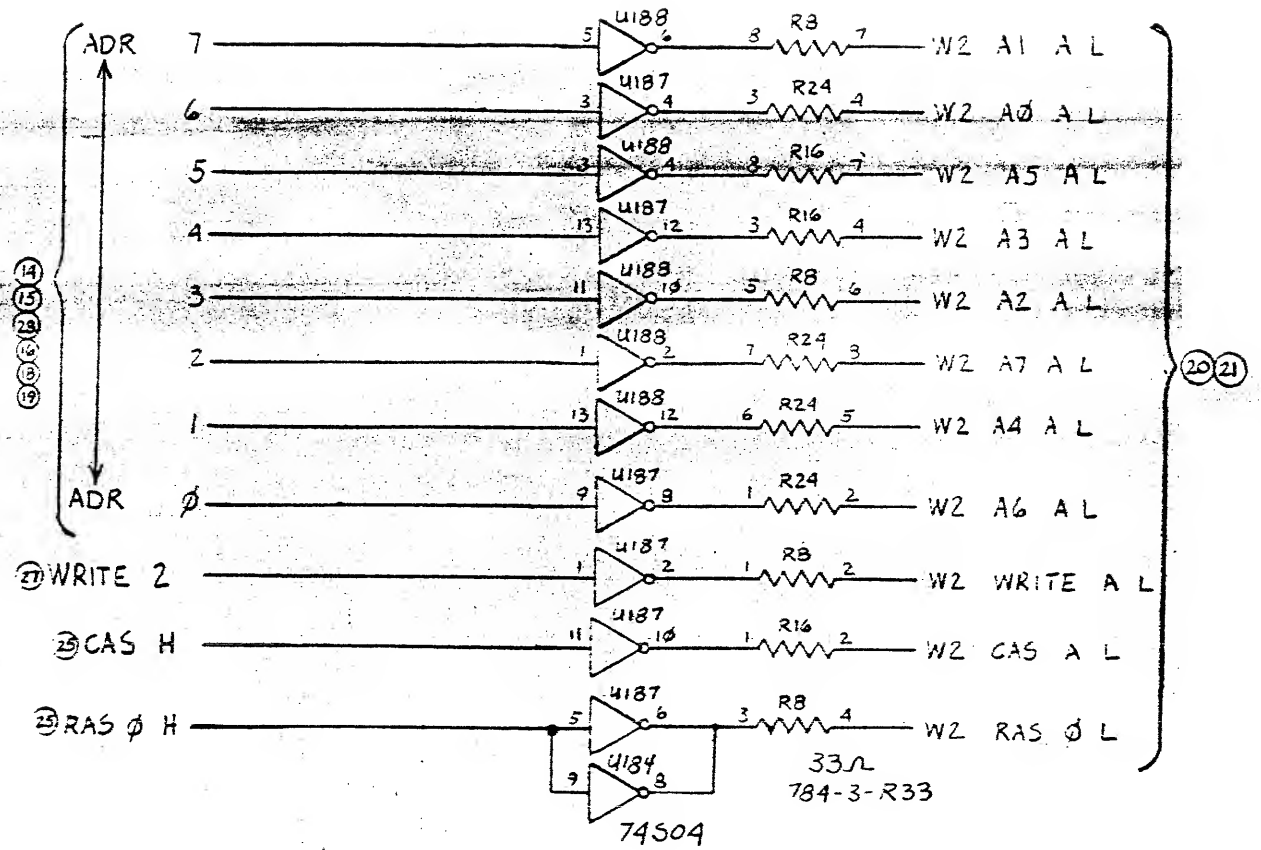 U188
ADR 7 5 6 8 R8 7 W2 A1 A L
U187
6 3 4 3 R24 4 W2 AØ A L
U188
5 3 4 8 R16 7 W2 A5 A L
U187
4 13 12 3 R16 4 W2 A3 A L
U188
3 11 1Ø 5 R8 6 W2 A2 A L
U188
2 1 2 7 R24 8 W2 A7 A L
U188
1 13 12 6 R24 5 W2 A4 A L
U187
ADR Ø 9 8 1 R24 2 W2 A6 A L
U187
27 WRITE 2 1 2 1 R8 2 W2 WRITE A L
U187
25 CAS H 11 1Ø 1 R16 2 W2 CAS A L
U187
25 RAS Ø H 5 6 3 R8 4 W2 RAS Ø L
U184
9 8
33Ω
784-3-R33
74S04
14
15
28
16
18
19
20 21